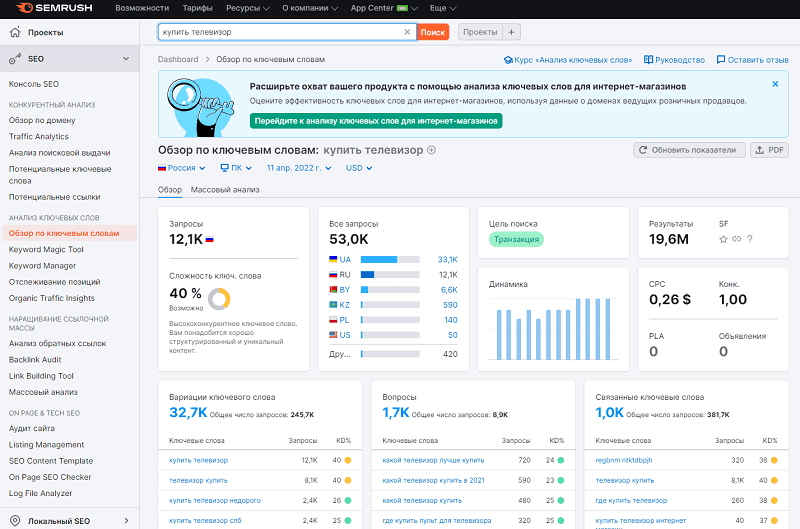 SEMRUSH
Возможности Тарифы Ресурсы О компании App Center Еще
Проекты
купить телевизор × Поиск Проекты +
SEO
Dashboard > Обзор по ключевым словам
Курс «Анализ ключевых слов» Руководство Оставить отзыв
Консоль SEO
КОНКУРЕНТНЫЙ АНАЛИЗ
Обзор по домену
Traffic Analytics
Анализ поисковой выдачи
Потенциальные ключевые
слова
Потенциальные ссылки
АНАЛИЗ КЛЮЧЕВЫХ СЛОВ
Обзор по ключевым словам
Keyword Magic Tool
Keyword Manager
Отслеживание позиций
Organic Traffic Insights
НАРАЩИВАНИЕ ССЫЛОЧНОЙ
МАССЫ
Анализ обратных ссылок
Backlink Audit
Link Building Tool
Массовый анализ
ON PAGE & TECH SEO
Аудит сайта
Listing Management
SEO Content Template
On Page SEO Checker
Log File Analyzer
Локальный SEO
Расширьте охват вашего продукта с помощью анализа ключевых слов для интернет-магазинов
Оцените эффективность ключевых слов для интернет-магазинов, используя данные о доменах ведущих розничных продавцов.
Перейдите к анализу ключевых слов для интернет-магазинов
Обзор по ключевым словам: купить телевизор
Обновить показатели PDF
Россия ПК 11 апр. 2022 г. USD
Обзор Массовый анализ
Запросы
12,1K
Сложность ключ. слова
40 %
Возможно
Высококонкурентное ключевое слово.
Вам понадобится хорошо
структурированный и уникальный
контент.
Все запросы
53,0K
UA 33,1K
RU 12,1K
BY 6,6K
KZ 590
PL 140
US 50
Дру... 420
Цель поиска
Транзакция
Динамика
Результаты SF
19,6M
CPC Конк.
0,26 $ 1,00
PLA Объявления
0 0
Вариации ключевого слова
32,7K Общее число запросов: 245,7K
Ключевые слова Запросы KD%
купить телевизор 12,1K 40
телевизор купить 8,1K 40
купить телевизор недорого 2,4K 26
купить телевизор спб 2,4K 25
Вопросы
1,7K Общее число запросов: 8,9K
Ключевые слова Запросы KD%
какой телевизор лучше купить 720 24
какой телевизор купить в 2021 590 23
какой телевизор купить 480 25
где купить пульт для телевизора 320 25
Связанные ключевые слова
1,0K Общее число запросов: 381,7K
Ключевые слова Запросы KD%
regbnm ntktdbpjh 320 36
телевизор купить 8,1K 40
где купить телевизор 260 38
купить телевизор интернет 40 37